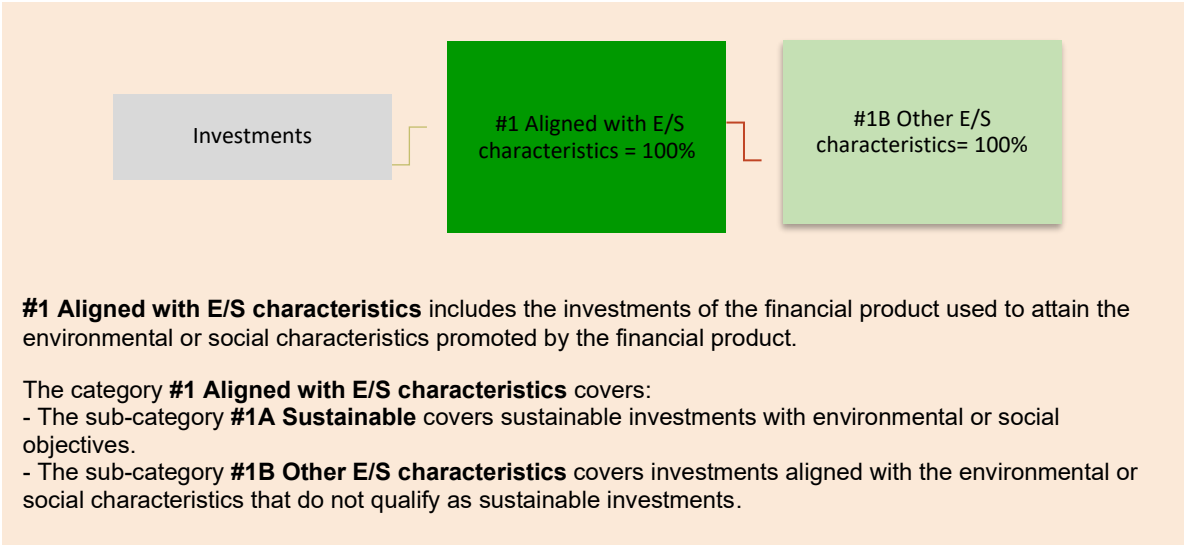 Investments
#1 Aligned with E/S
characteristics = 100%
#1B Other E/S
characteristics= 100%
#1 Aligned with E/S characteristics includes the investments of the financial product used to attain the
environmental or social characteristics promoted by the financial product.
The category #1 Aligned with E/S characteristics covers:
- The sub-category #1A Sustainable covers sustainable investments with environmental or social
objectives.
- The sub-category #1B Other E/S characteristics covers investments aligned with the environmental or
social characteristics that do not qualify as sustainable investments.